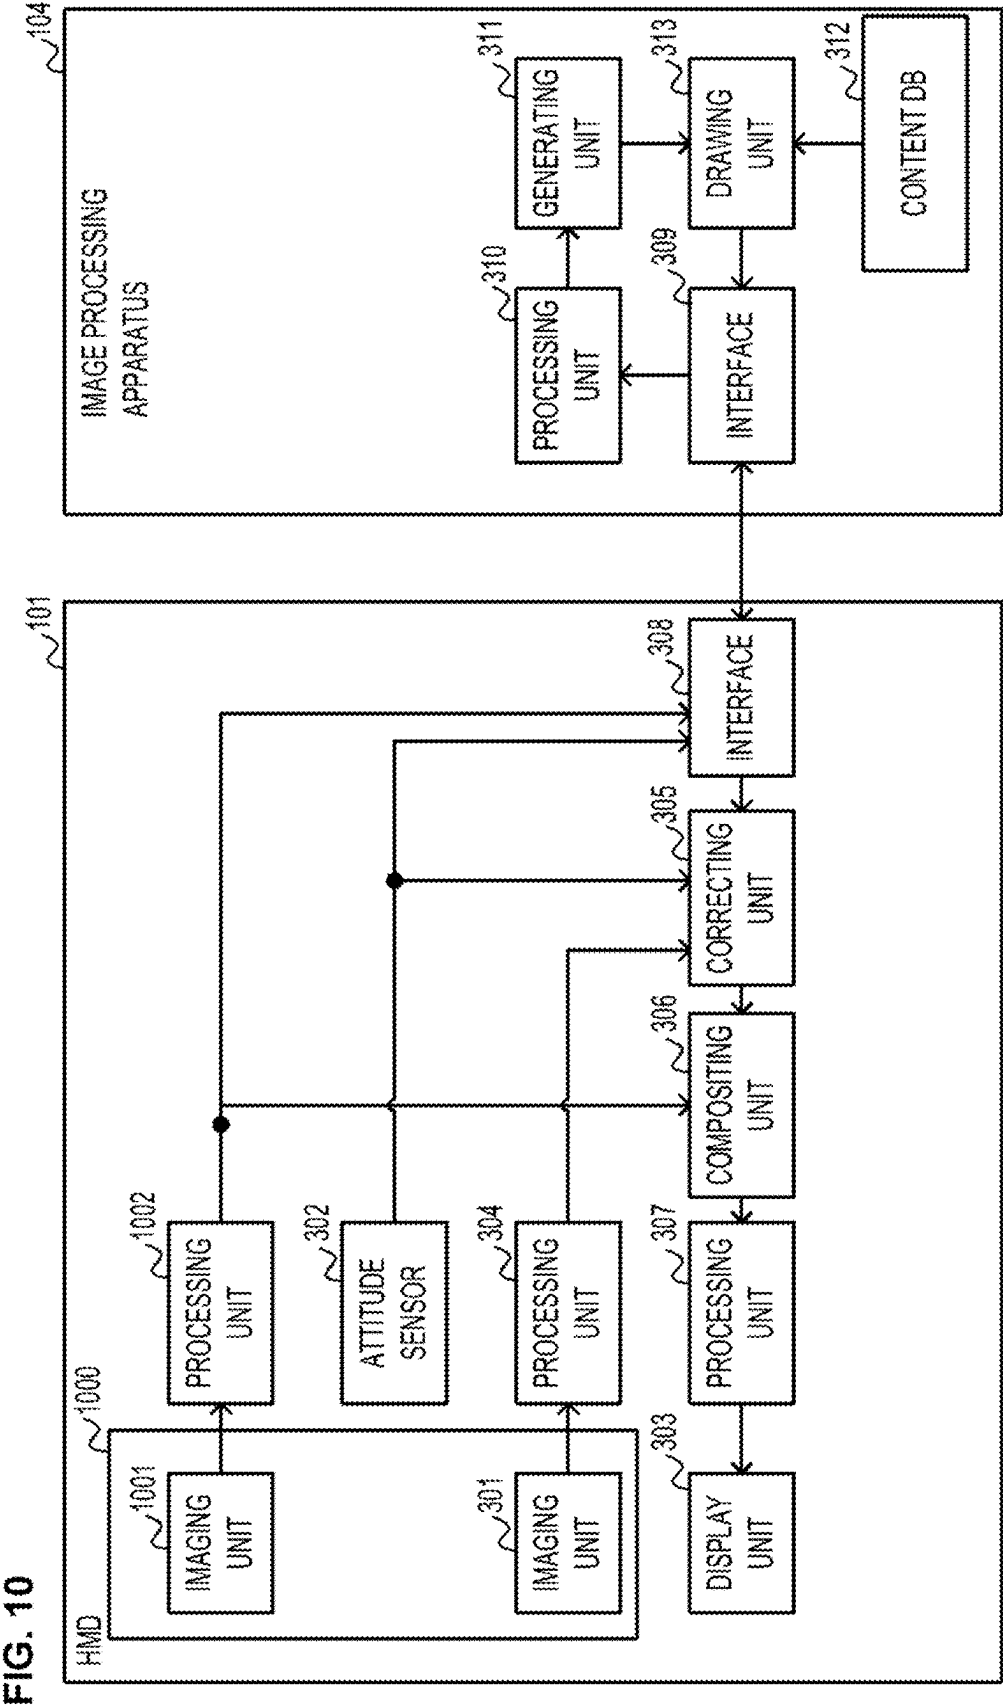 FIG. 10
101
HMD
1000
1001
IMAGING
UNIT
1002
PROCESSING
UNIT
302
ATTITUDE
SENSOR
301
IMAGING
UNIT
304
PROCESSING
UNIT
303
DISPLAY
UNIT
307
PROCESSING
UNIT
306
COMPOSITING
UNIT
305
CORRECTING
UNIT
308
INTERFACE
104
IMAGE PROCESSING
APPARATUS
310
PROCESSING
UNIT
311
GENERATING
UNIT
309
INTERFACE
313
DRAWING
UNIT
312
CONTENT DB